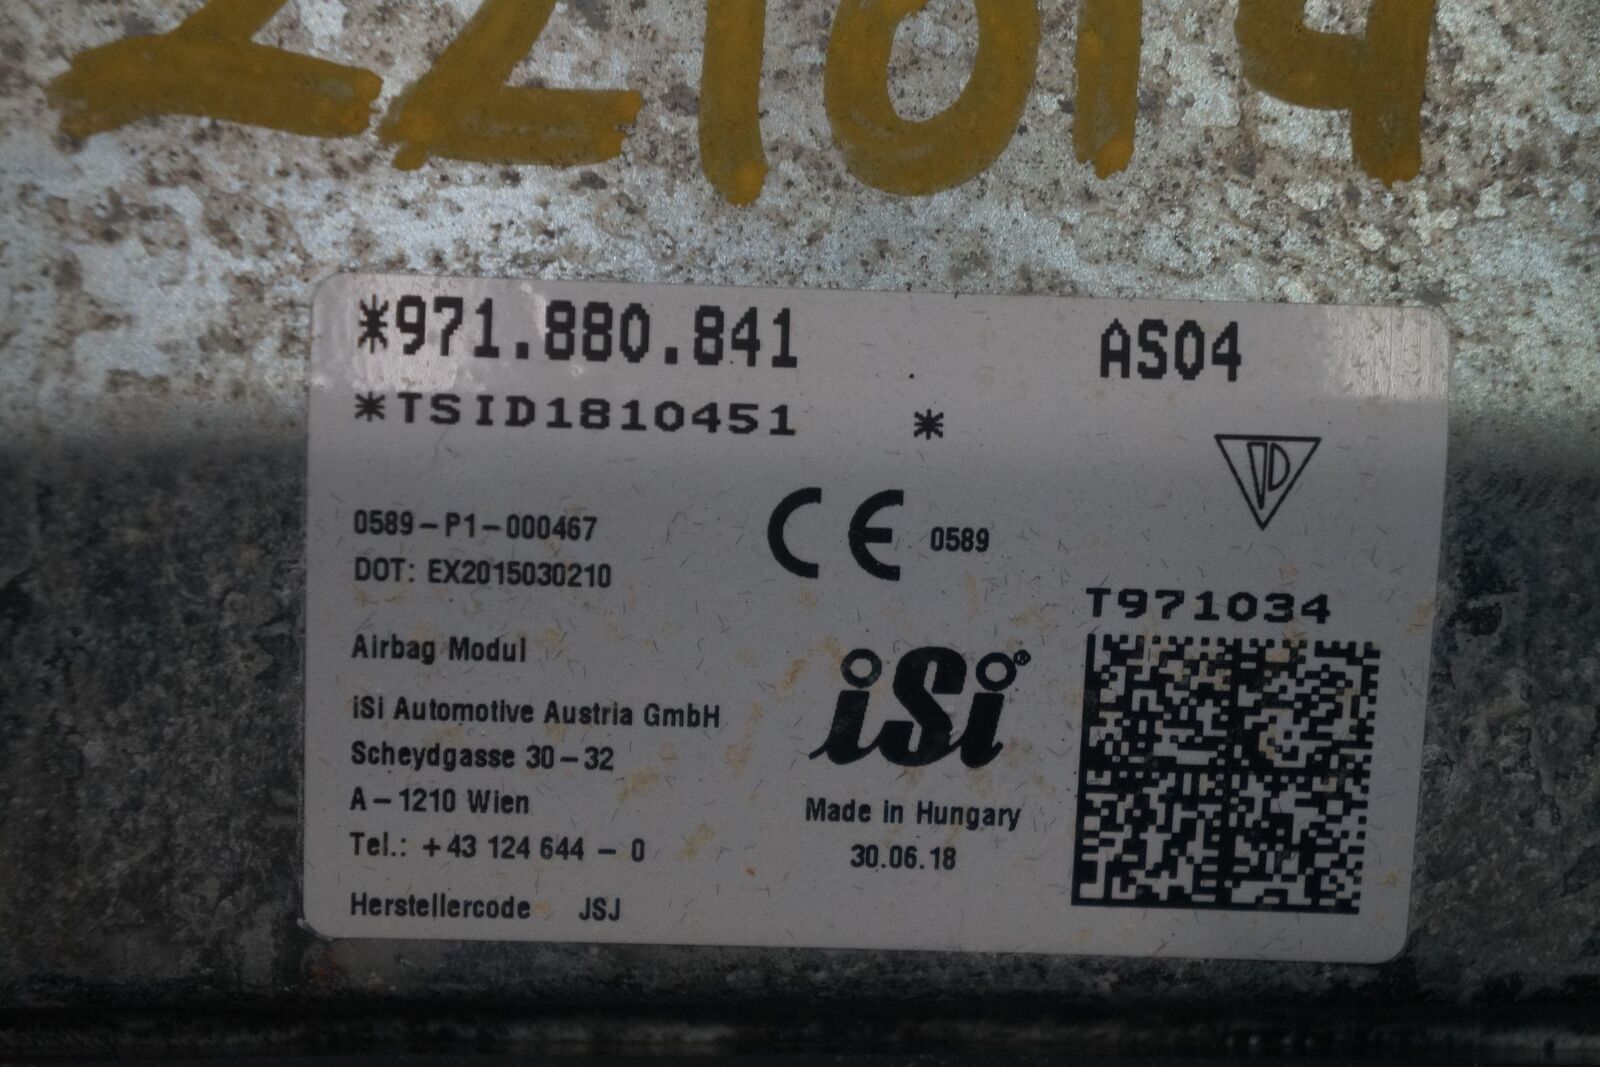 221014
*971.880.841 AS04
*TSID1810451 *
0589-P1-000467
CE 0589
DOT: EX2015030210
T971034
Airbag Modul
iSi®
iSi Automotive Austria GmbH
Scheydgasse 30-32
A-1210 Wien
Made in Hungary
Tel.: +43 124 644 - 0
30.06.18
Herstellercode JSJ